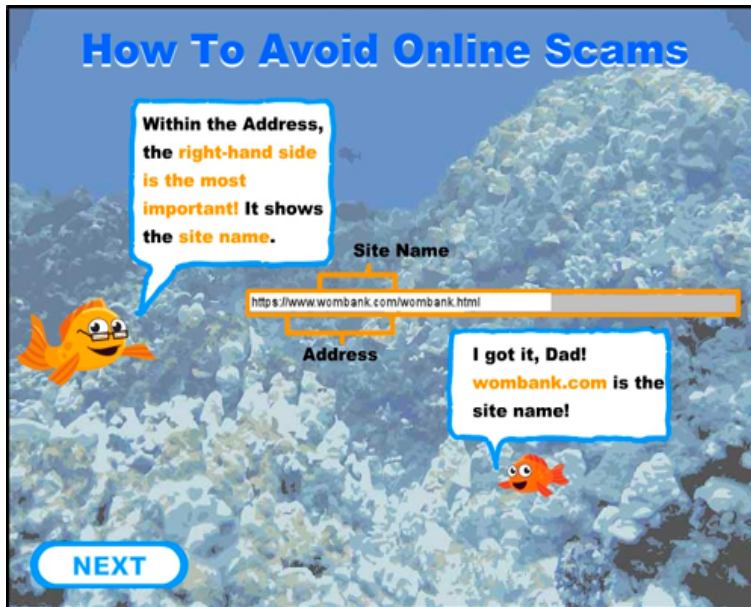 How To Avoid Online Scams
Within the Address,
the right-hand side
is the most
important! It shows
the site name.
Site Name
https://www.wombank.com/wombank.html
Address
I got it, Dad!
wombank.com is the
site name!
NEXT